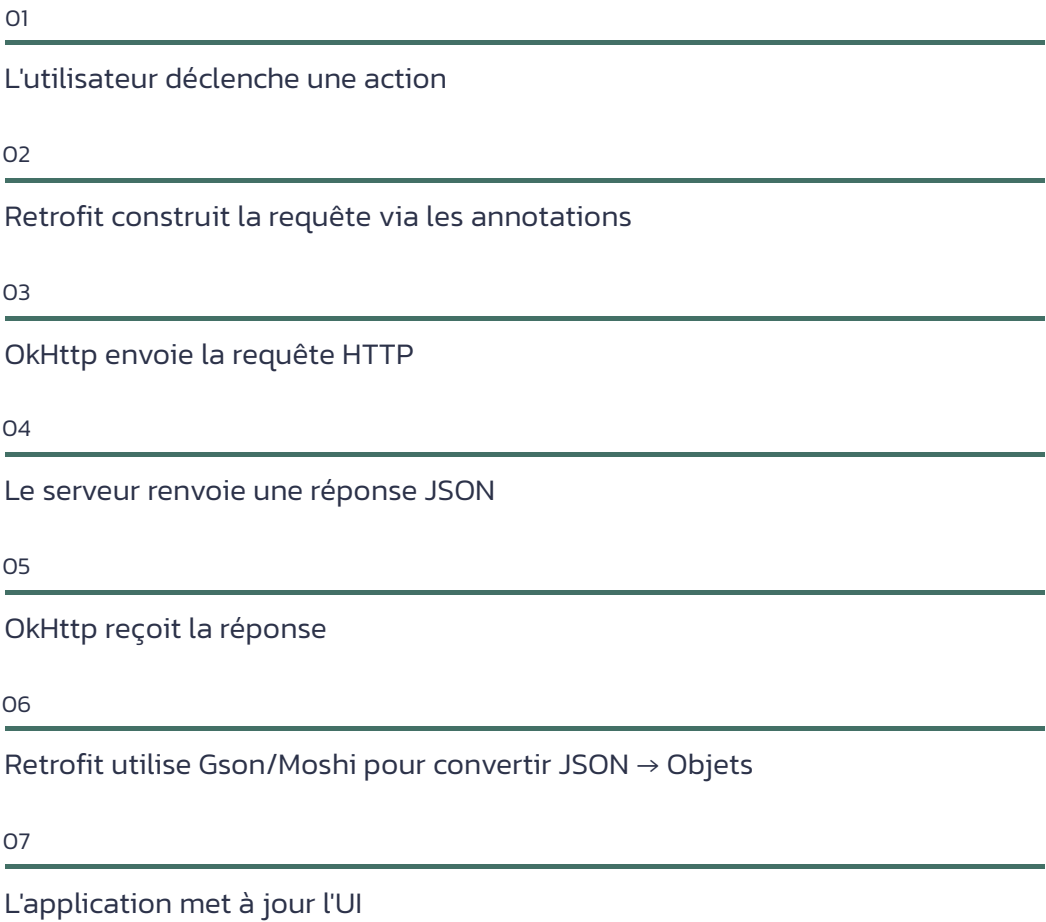 01
L'utilisateur déclenche une action
02
Retrofit construit la requête via les annotations
03
OkHttp envoie la requête HTTP
04
Le serveur renvoie une réponse JSON
05
OkHttp reçoit la réponse
06
Retrofit utilise Gson/Moshi pour convertir JSON → Objets
07
L'application met à jour l'UI